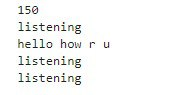 150
listening
hello how r u
listening
listening